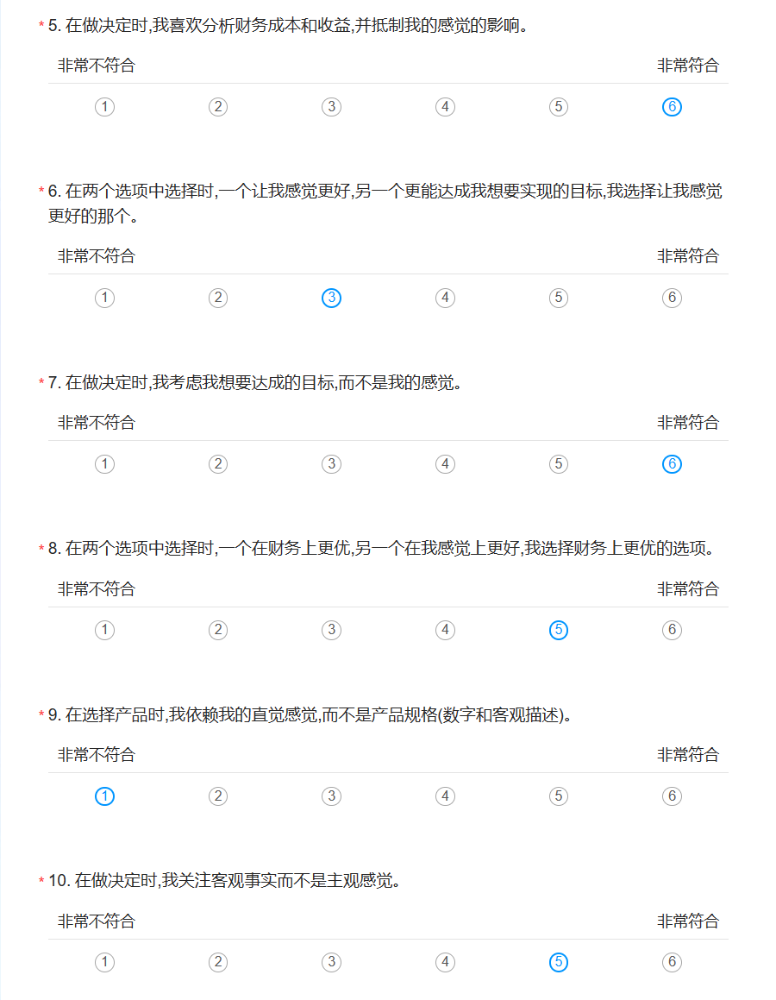 * 5. 在做决定时,我喜欢分析财务成本和收益,并抵制我的感觉的影响。
非常不符合 非常符合
1 2 3 4 5 6
* 6. 在两个选项中选择时,一个让我感觉更好,另一个更能达成我想要实现的目标,我选择让我感觉
更好的那个。
非常不符合 非常符合
1 2 3 4 5 6
* 7. 在做决定时,我考虑我想要达成的目标,而不是我的感觉。
非常不符合 非常符合
1 2 3 4 5 6
* 8. 在两个选项中选择时,一个在财务上更优,另一个在我感觉上更好,我选择财务上更优的选项。
非常不符合 非常符合
1 2 3 4 5 6
* 9. 在选择产品时,我依赖我的直觉感觉,而不是产品规格(数字和客观描述)。
非常不符合 非常符合
1 2 3 4 5 6
* 10. 在做决定时,我关注客观事实而不是主观感觉。
非常不符合 非常符合
1 2 3 4 5 6